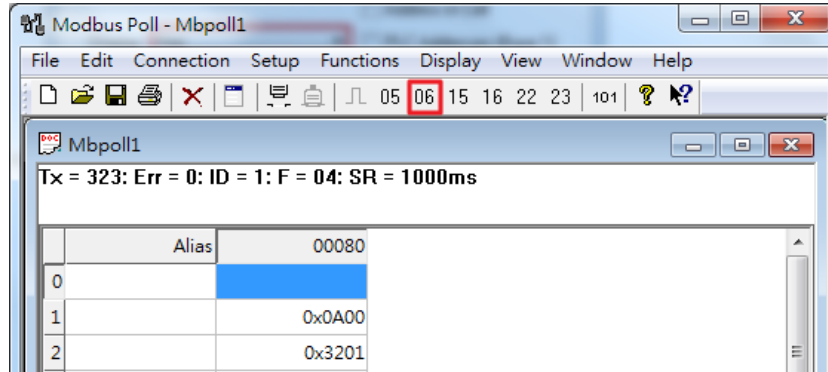 Modbus Poll - Mbpoll1
File Edit Connection Setup Functions Display View Window Help
05 06 15 16 22 23 101
Mbpoll1
Tx = 323: Err = 0: ID = 1: F = 04: SR = 1000ms
Alias 00080
0
1 0x0A00
2 0x3201